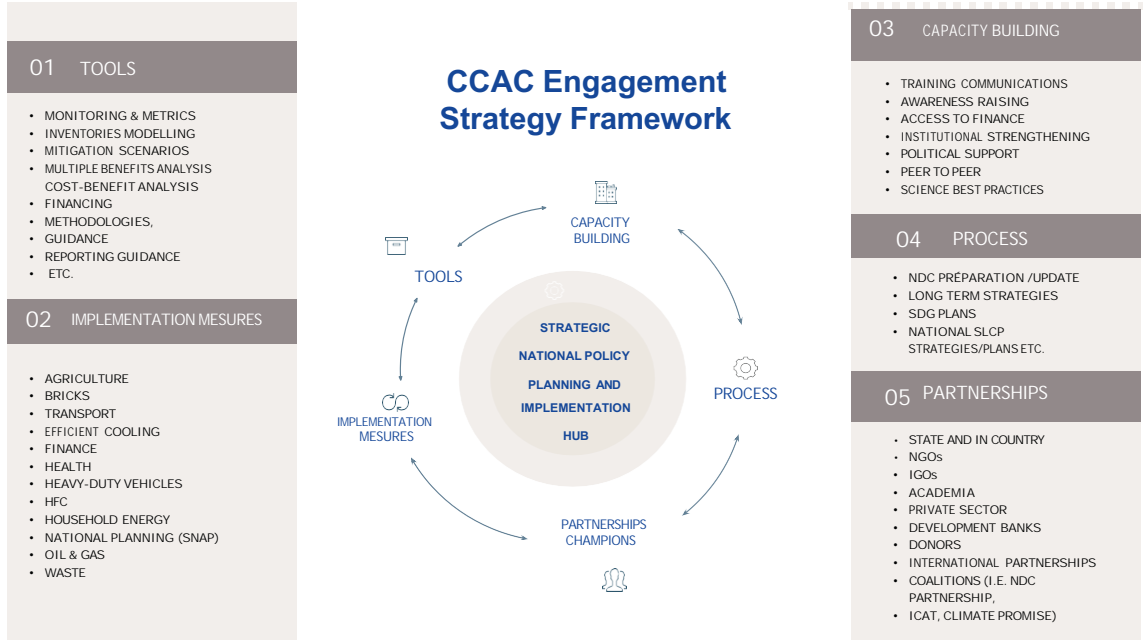 01 TOOLS
• MONITORING & METRICS
• INVENTORIES MODELLING
• MITIGATION SCENARIOS
• MULTIPLE BENEFITS ANALYSIS
COST-BENEFIT ANALYSIS
• FINANCING
• METHODOLOGIES,
• GUIDANCE
• REPORTING GUIDANCE
• ETC.
02 IMPLEMENTATION MESURES
• AGRICULTURE
• BRICKS
• TRANSPORT
• EFFICIENT COOLING
• FINANCE
• HEALTH
• HEAVY-DUTY VEHICLES
• HFC
• HOUSEHOLD ENERGY
• NATIONAL PLANNING (SNAP)
• OIL & GAS
• WASTE
CCAC Engagement
Strategy Framework
CAPACITY
BUILDING
TOOLS
PROCESS
IMPLEMENTATION
MESURES
PARTNERSHIPS
CHAMPIONS
STRATEGIC
NATIONAL POLICY
PLANNING AND
IMPLEMENTATION
HUB
03 CAPACITY BUILDING
• TRAINING COMMUNICATIONS
• AWARENESS RAISING
• ACCESS TO FINANCE
• INSTITUTIONAL STRENGTHENING
• POLITICAL SUPPORT
• PEER TO PEER
• SCIENCE BEST PRACTICES
04 PROCESS
• NDC PRÉPARATION /UPDATE
• LONG TERM STRATEGIES
• SDG PLANS
• NATIONAL SLCP
STRATEGIES/PLANS ETC.
05 PARTNERSHIPS
• STATE AND IN COUNTRY
• NGOs
• IGOs
• ACADEMIA
• PRIVATE SECTOR
• DEVELOPMENT BANKS
• DONORS
• INTERNATIONAL PARTNERSHIPS
• COALITIONS (I.E. NDC
PARTNERSHIP,
• ICAT, CLIMATE PROMISE)